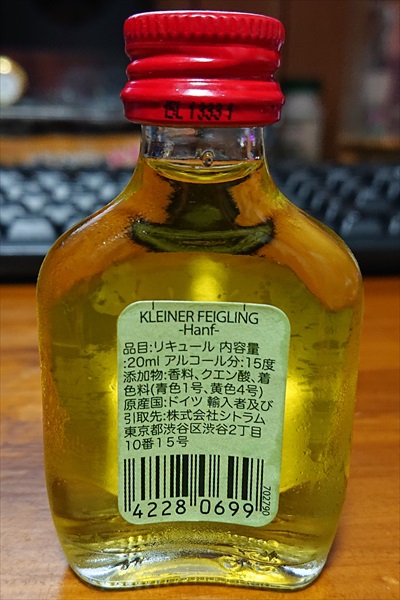 EL 13331
KLEINER FEIGLING
-Hanf-
品目:リキュール 内容量
:20ml アルコール分:15度
添加物:香料、クエン酸、着
色料(青色1号、黄色4号)
原産国:ドイツ 輸入者及び
引取先:株式会社シトラム
東京都渋谷区渋谷2丁目
10番15号
4228 0699
702790